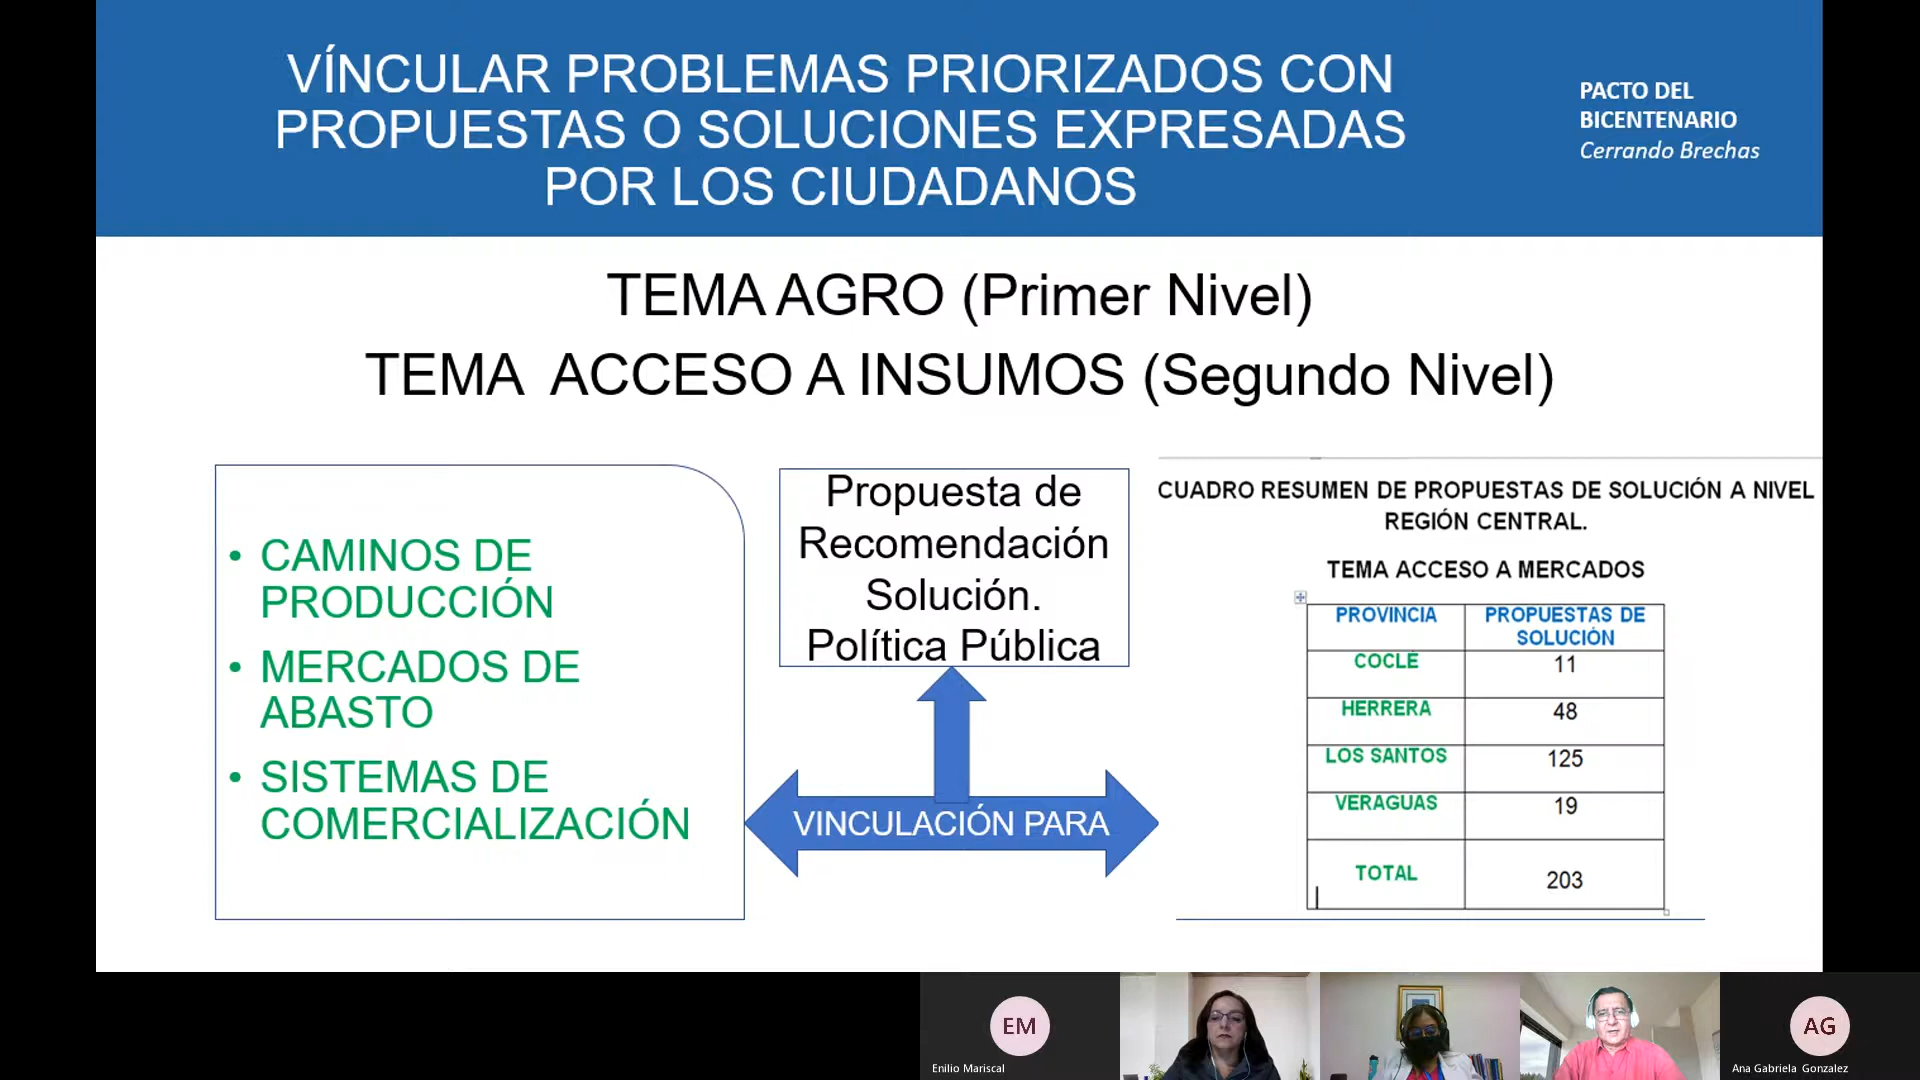 VÍNCULAR PROBLEMAS PRIORIZADOS CON
PROPUESTAS O SOLUCIONES EXPRESADAS
POR LOS CIUDADANOS
PACTO DEL
BICENTENARIO
Cerrando Brechas
TEMA AGRO (Primer Nivel)
TEMA ACCESO A INSUMOS (Segundo Nivel)
• CAMINOS DE
PRODUCCIÓN
• MERCADOS DE
ABASTO
• SISTEMAS DE
COMERCIALIZACIÓN
Propuesta de
Recomendación
Solución.
Política Pública
VINCULACIÓN PARA
CUADRO RESUMEN DE PROPUESTAS DE SOLUCIÓN A NIVEL
REGIÓN CENTRAL.
TEMA ACCESO A MERCADOS
PROVINCIA PROPUESTAS DE
SOLUCIÓN
COCLÉ 11
HERRERA 48
LOS SANTOS 125
VERAGUAS 19
TOTAL 203
EM
Enilio Mariscal
AG
Ana Gabriela Gonzalez